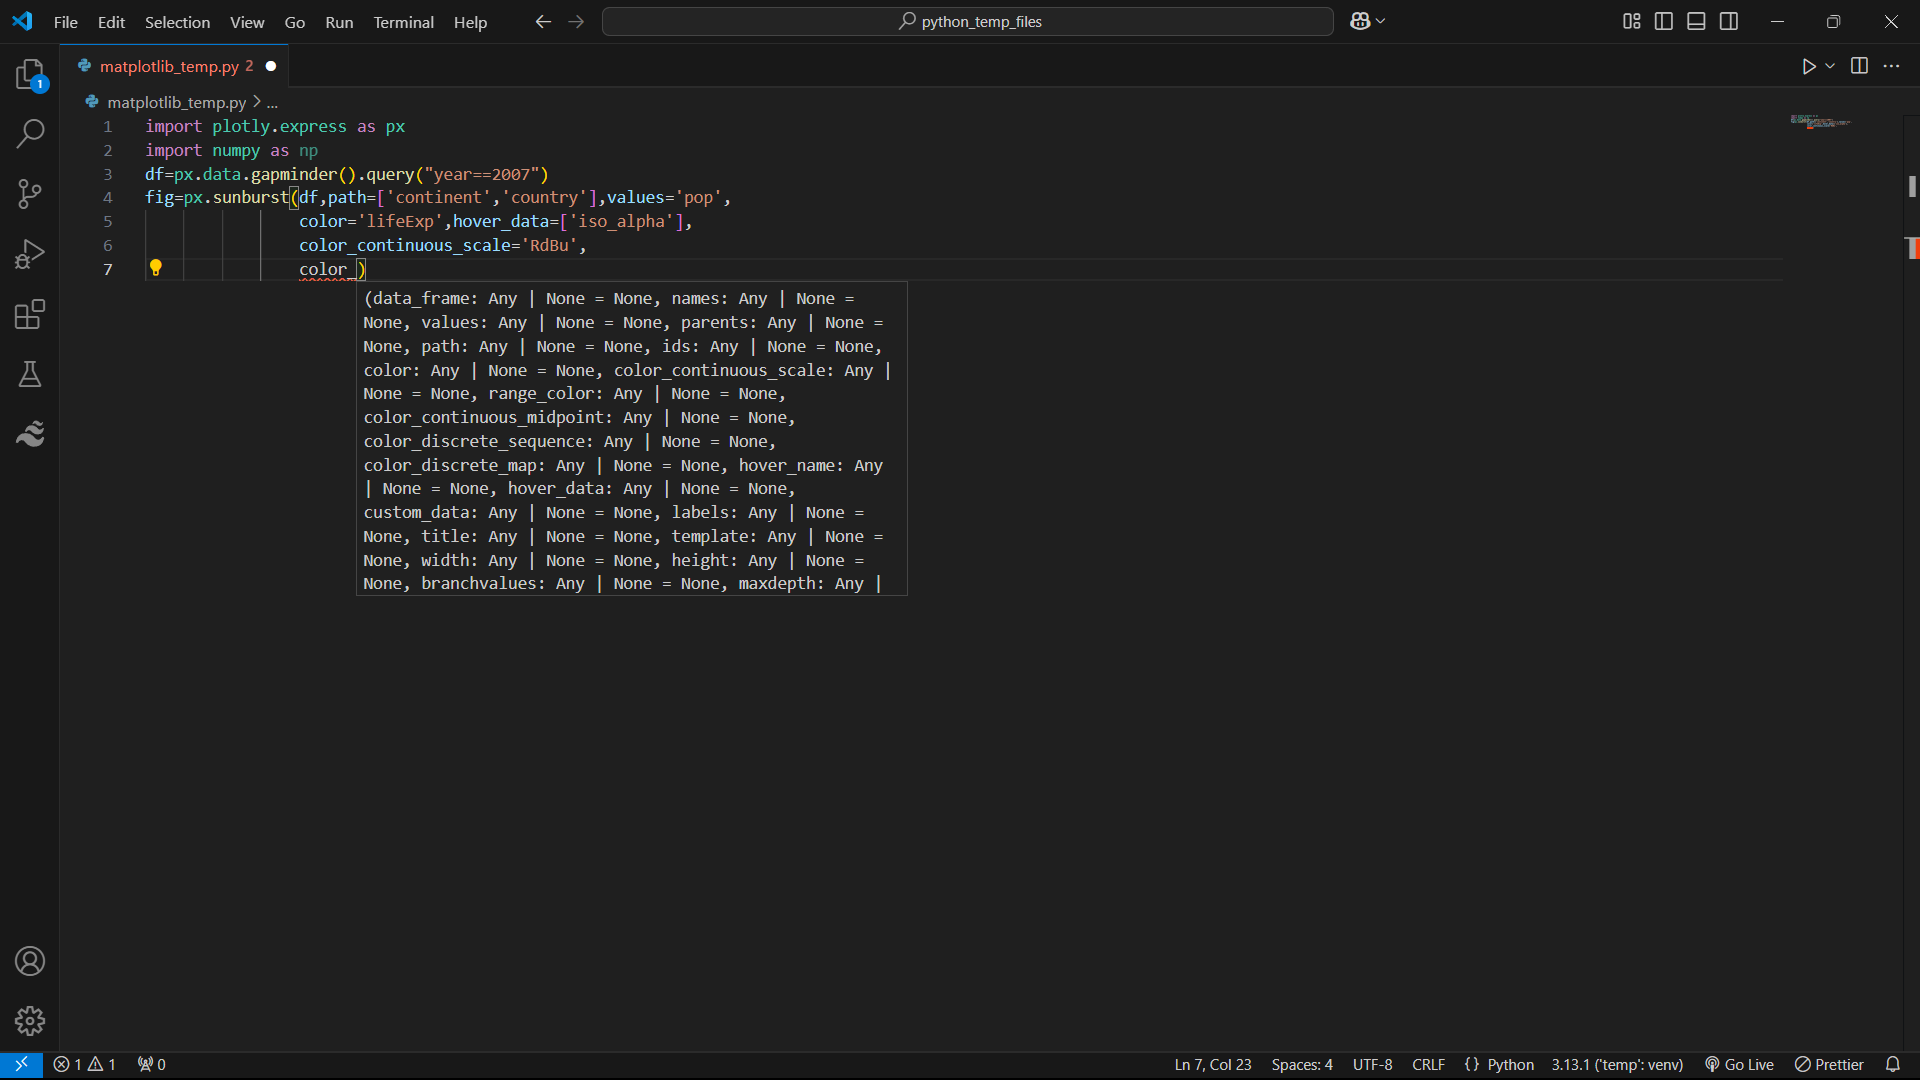 File Edit Selection View Go Run Terminal Help
python_temp_files
matplotlib_temp.py 2
matplotlib_temp.py > ...
1 import plotly.express as px
2 import numpy as np
3 df=px.data.gapminder().query("year==2007")
4 fig=px.sunburst(df,path=['continent','country'],values='pop',
5 color='lifeExp',hover_data=['iso_alpha'],
6 color_continuous_scale='RdBu',
7 color_)
(data_frame: Any | None = None, names: Any | None =
None, values: Any | None = None, parents: Any | None =
None, path: Any | None = None, ids: Any | None = None,
color: Any | None = None, color_continuous_scale: Any |
None = None, range_color: Any | None = None,
color_continuous_midpoint: Any | None = None,
color_discrete_sequence: Any | None = None,
color_discrete_map: Any | None = None, hover_name: Any
| None = None, hover_data: Any | None = None,
custom_data: Any | None = None, labels: Any | None =
None, title: Any | None = None, template: Any | None =
None, width: Any | None = None, height: Any | None =
None, branchvalues: Any | None = None, maxdepth: Any |
1
1 1 0
Ln 7, Col 23 Spaces: 4 UTF-8 CRLF {} Python 3.13.1 ('temp': venv) Go Live Prettier